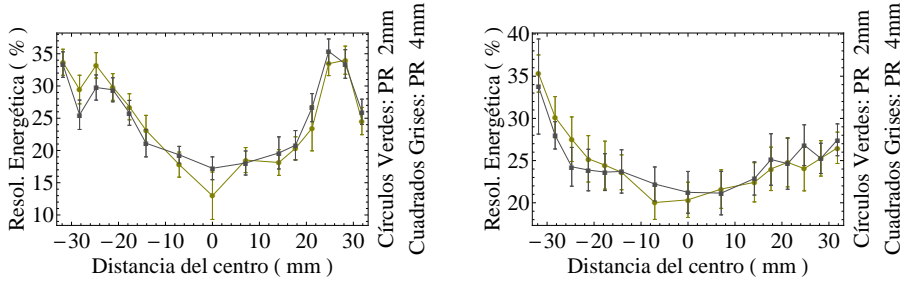 35
30
25
20
15
10
Resol. Energética ( % )
−30 −20 −10 0 10 20 30
Distancia del centro ( mm )
Círculos Verdes: PR 2mm
Cuadrados Grises: PR 4mm
40
35
30
25
20
Resol. Energética ( % )
−30 −20 −10 0 10 20 30
Distancia del centro ( mm )
Círculos Verdes: PR 2mm
Cuadrados Grises: PR 4mm